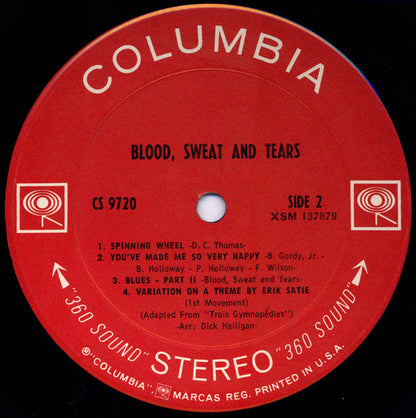 COLUMBIA
BLOOD, SWEAT AND TEARS
CS 9720
SIDE 2
XSM 137879
1. SPINNING WHEEL -D. C. Thomas-
2. YOU'VE MADE ME SO VERY HAPPY -B. Gordy, Jr.-
B. Holloway - P. Holloway - F. Wilson-
3. BLUES - PART II -Blood, Sweat and Tears-
4. VARIATION ON A THEME BY ERIK SATIE
(1st Movement)
(Adapted From "Trois Gymnopédies")
-Arr: Dick Halligan-
"360 SOUND" STEREO "360 SOUND"
℗"COLUMBIA", MARCAS REG. PRINTED IN U.S.A.